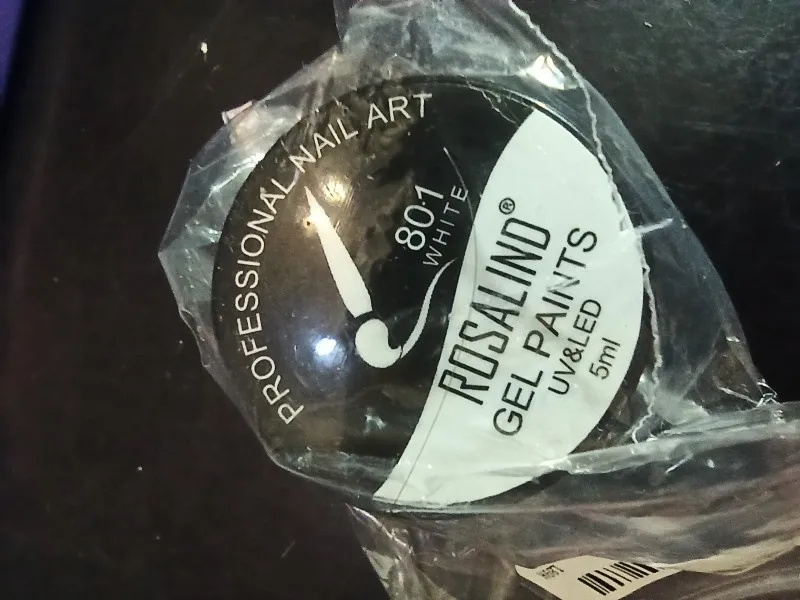 PROFESSIONAL NAIL ART
801
WHITE
ROSALIND®
GEL PAINTS
UV&LED
5ml